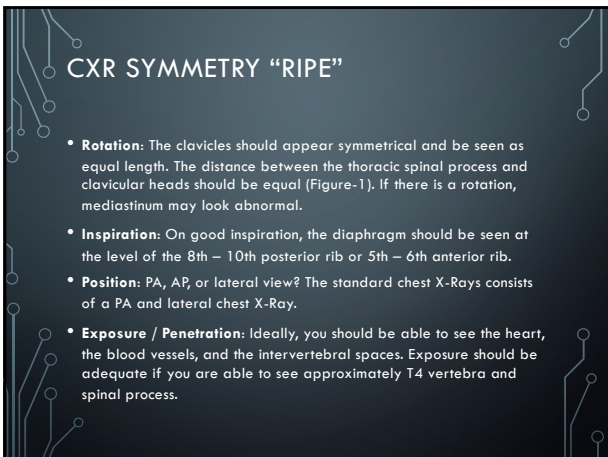 CXR SYMMETRY “RIPE”
• Rotation: The clavicles should appear symmetrical and be seen as
equal length. The distance between the thoracic spinal process and
clavicular heads should be equal (Figure-1). If there is a rotation,
mediastinum may look abnormal.
• Inspiration: On good inspiration, the diaphragm should be seen at
the level of the 8th – 10th posterior rib or 5th – 6th anterior rib.
• Position: PA, AP, or lateral view? The standard chest X-Rays consists
of a PA and lateral chest X-Ray.
• Exposure / Penetration: Ideally, you should be able to see the heart,
the blood vessels, and the intervertebral spaces. Exposure should be
adequate if you are able to see approximately T4 vertebra and
spinal process.